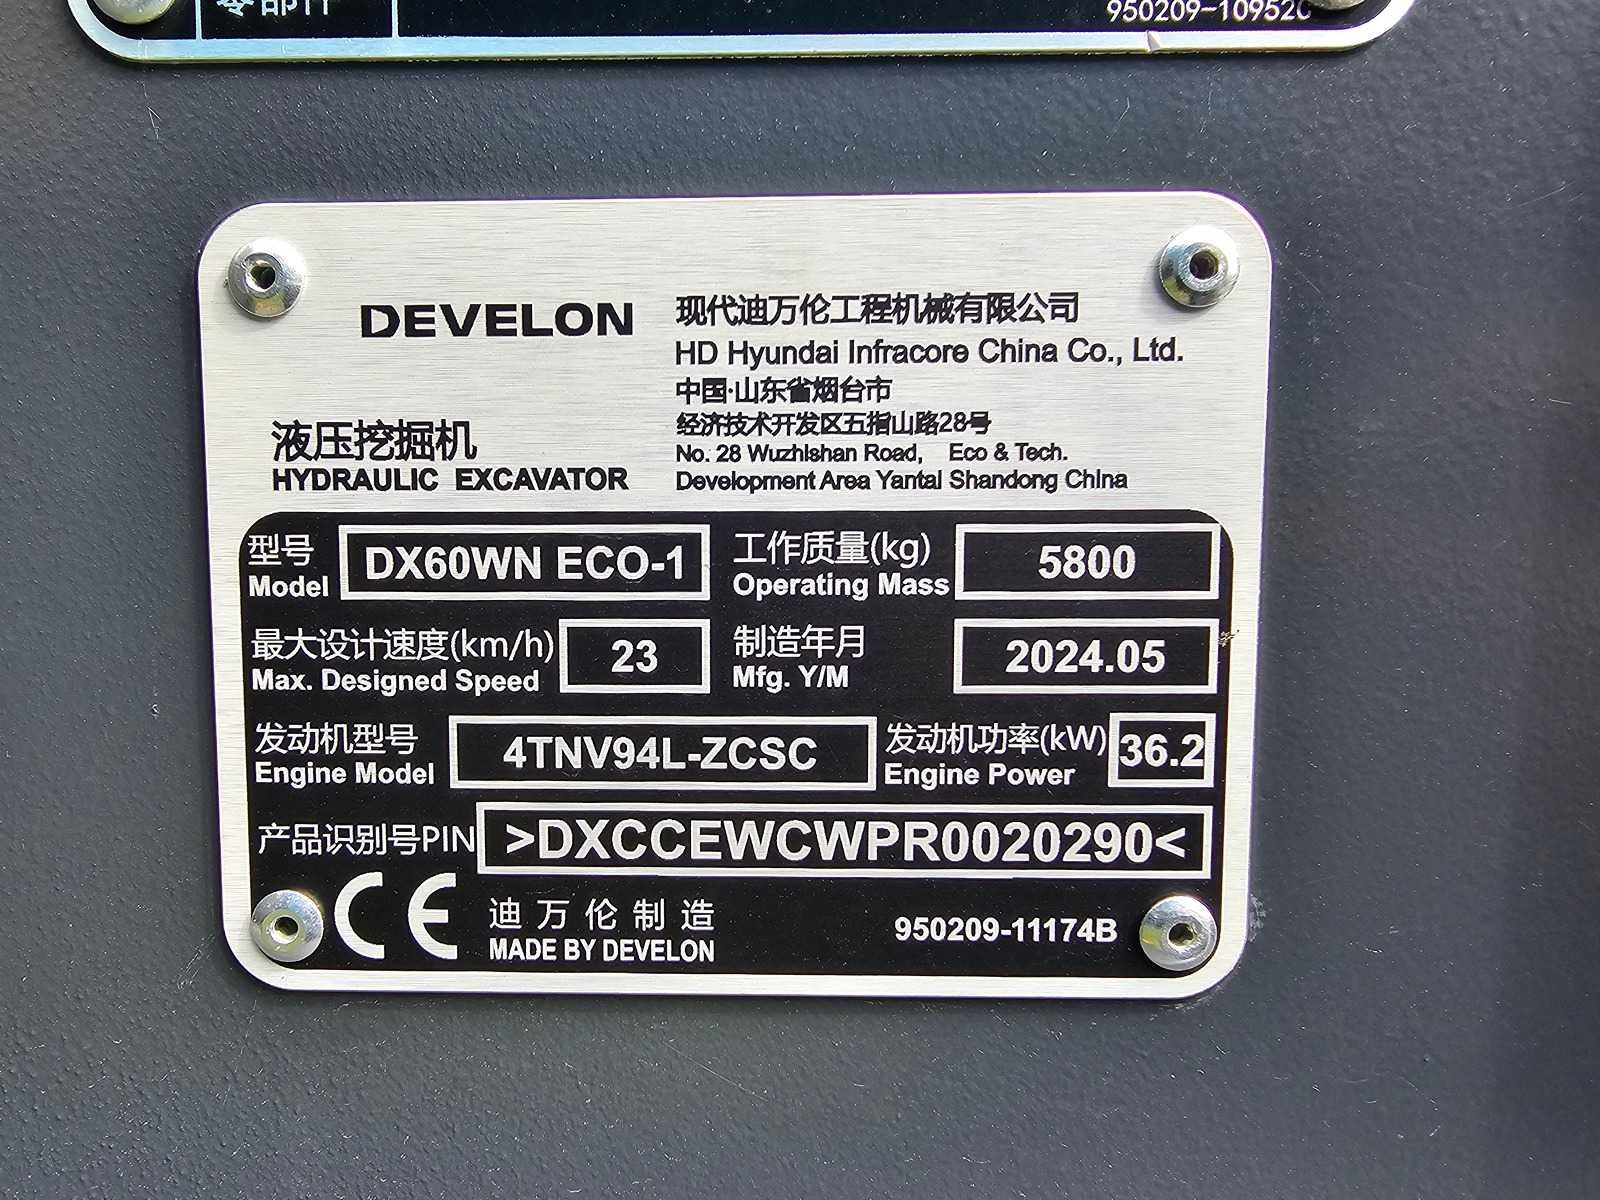 零部件
950209-10952C
DEVELON
现代迪万伦工程机械有限公司
HD Hyundai Infracore China Co., Ltd.
中国·山东省烟台市
经济技术开发区五指山路28号
No. 28 Wuzhishan Road, Eco & Tech.
Development Area Yantai Shandong China
液压挖掘机
HYDRAULIC EXCAVATOR
型号 DX60WN ECO-1 工作质量(kg) 5800
Model Operating Mass
最大设计速度(km/h) 23 制造年月 2024.05
Max. Designed Speed Mfg. Y/M
发动机型号 4TNV94L-ZCSC 发动机功率(kW) 36.2
Engine Model Engine Power
产品识别号PIN >DXCCEWCWPR0020290<
CE 迪万伦制造
MADE BY DEVELON 950209-11174B